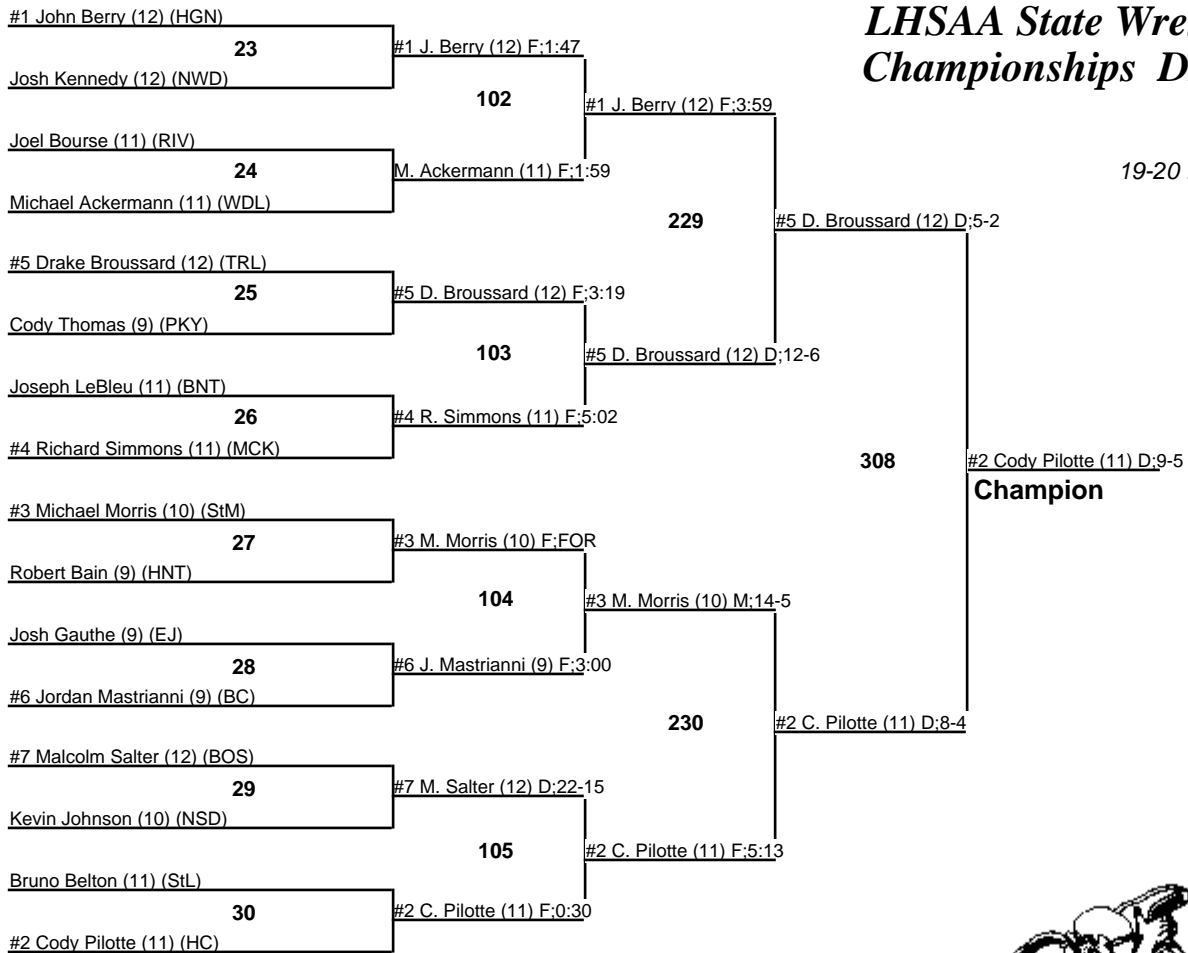 #1 John Berry (12) (HGN)
23
Josh Kennedy (12) (NWD)
Joel Bourse (11) (RIV)
24
Michael Ackermann (11) (WDL)
#5 Drake Broussard (12) (TRL)
25
Cody Thomas (9) (PKY)
Joseph LeBleu (11) (BNT)
26
#4 Richard Simmons (11) (MCK)
#3 Michael Morris (10) (StM)
27
Robert Bain (9) (HNT)
Josh Gauthe (9) (EJ)
28
#6 Jordan Mastrianni (9) (BC)
#7 Malcolm Salter (12) (BOS)
29
Kevin Johnson (10) (NSD)
Bruno Belton (11) (StL)
30
#2 Cody Pilotte (11) (HC)
#1 J. Berry (12) F;1:47
102
M. Ackermann (11) F;1:59
#5 D. Broussard (12) F;3:19
103
#4 R. Simmons (11) F;5:02
#3 M. Morris (10) F;FOR
104
#6 J. Mastrianni (9) F;3:00
#7 M. Salter (12) D;22-15
105
#2 C. Pilotte (11) F;0:30
#1 J. Berry (12) F;3:59
229
#5 D. Broussard (12) D;12-6
#3 M. Morris (10) M;14-5
230
#2 C. Pilotte (11) F;5:13
#5 D. Broussard (12) D;5-2
308
#2 C. Pilotte (11) D;8-4
#2 Cody Pilotte (11) D;9-5
Champion
LHSAA State Wre
Championships D
19-20